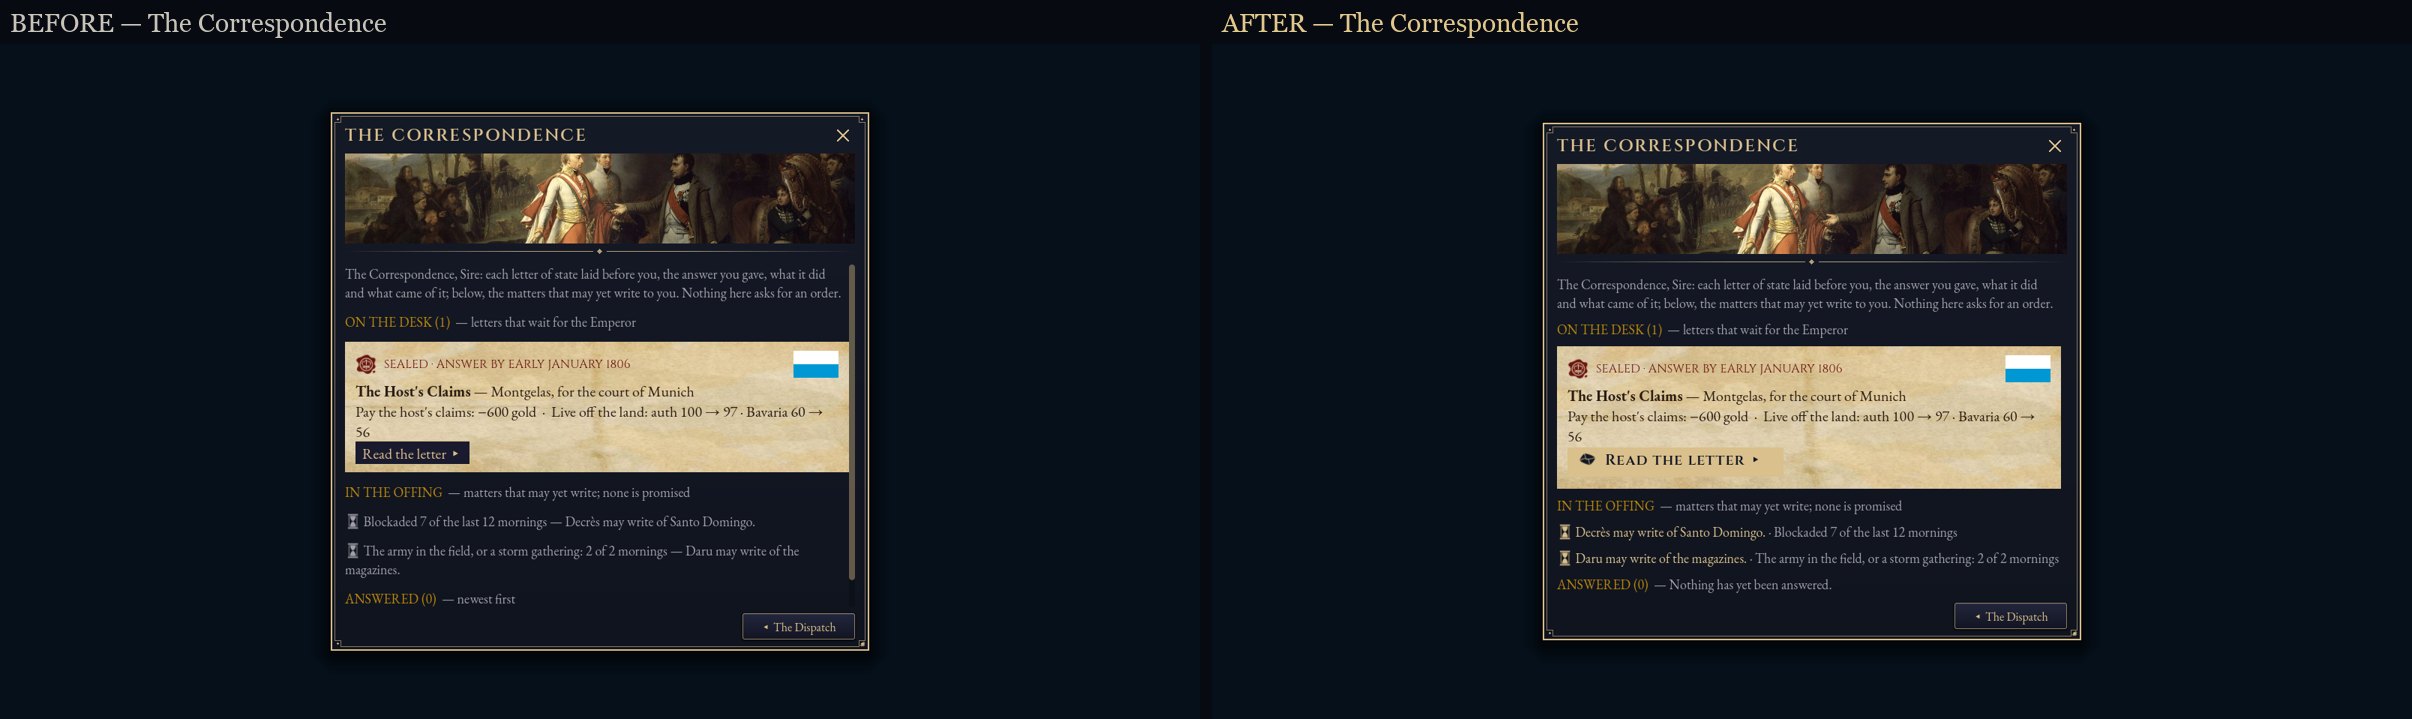 BEFORE — The Correspondence
THE CORRESPONDENCE
The Correspondence, Sire: each letter of state laid before you, the answer you gave, what it did
and what came of it; below, the matters that may yet write to you. Nothing here asks for an order.
ON THE DESK (1) — letters that wait for the Emperor
SEALED · ANSWER BY EARLY JANUARY 1806
The Host's Claims — Montgelas, for the court of Munich
Pay the host's claims: −600 gold · Live off the land: auth 100 → 97 · Bavaria 60 →
56
Read the letter ▸
IN THE OFFING — matters that may yet write; none is promised
Blockaded 7 of the last 12 mornings — Decrès may write of Santo Domingo.
The army in the field, or a storm gathering: 2 of 2 mornings — Daru may write of the
magazines.
ANSWERED (0) — newest first
◂ The Dispatch
AFTER — The Correspondence
THE CORRESPONDENCE
The Correspondence, Sire: each letter of state laid before you, the answer you gave, what it did
and what came of it; below, the matters that may yet write to you. Nothing here asks for an order.
ON THE DESK (1) — letters that wait for the Emperor
SEALED · ANSWER BY EARLY JANUARY 1806
The Host's Claims — Montgelas, for the court of Munich
Pay the host's claims: −600 gold · Live off the land: auth 100 → 97 · Bavaria 60 →
56
READ THE LETTER ▸
IN THE OFFING — matters that may yet write; none is promised
Decrès may write of Santo Domingo. · Blockaded 7 of the last 12 mornings
Daru may write of the magazines. · The army in the field, or a storm gathering: 2 of 2 mornings
ANSWERED (0) — Nothing has yet been answered.
◂ The Dispatch